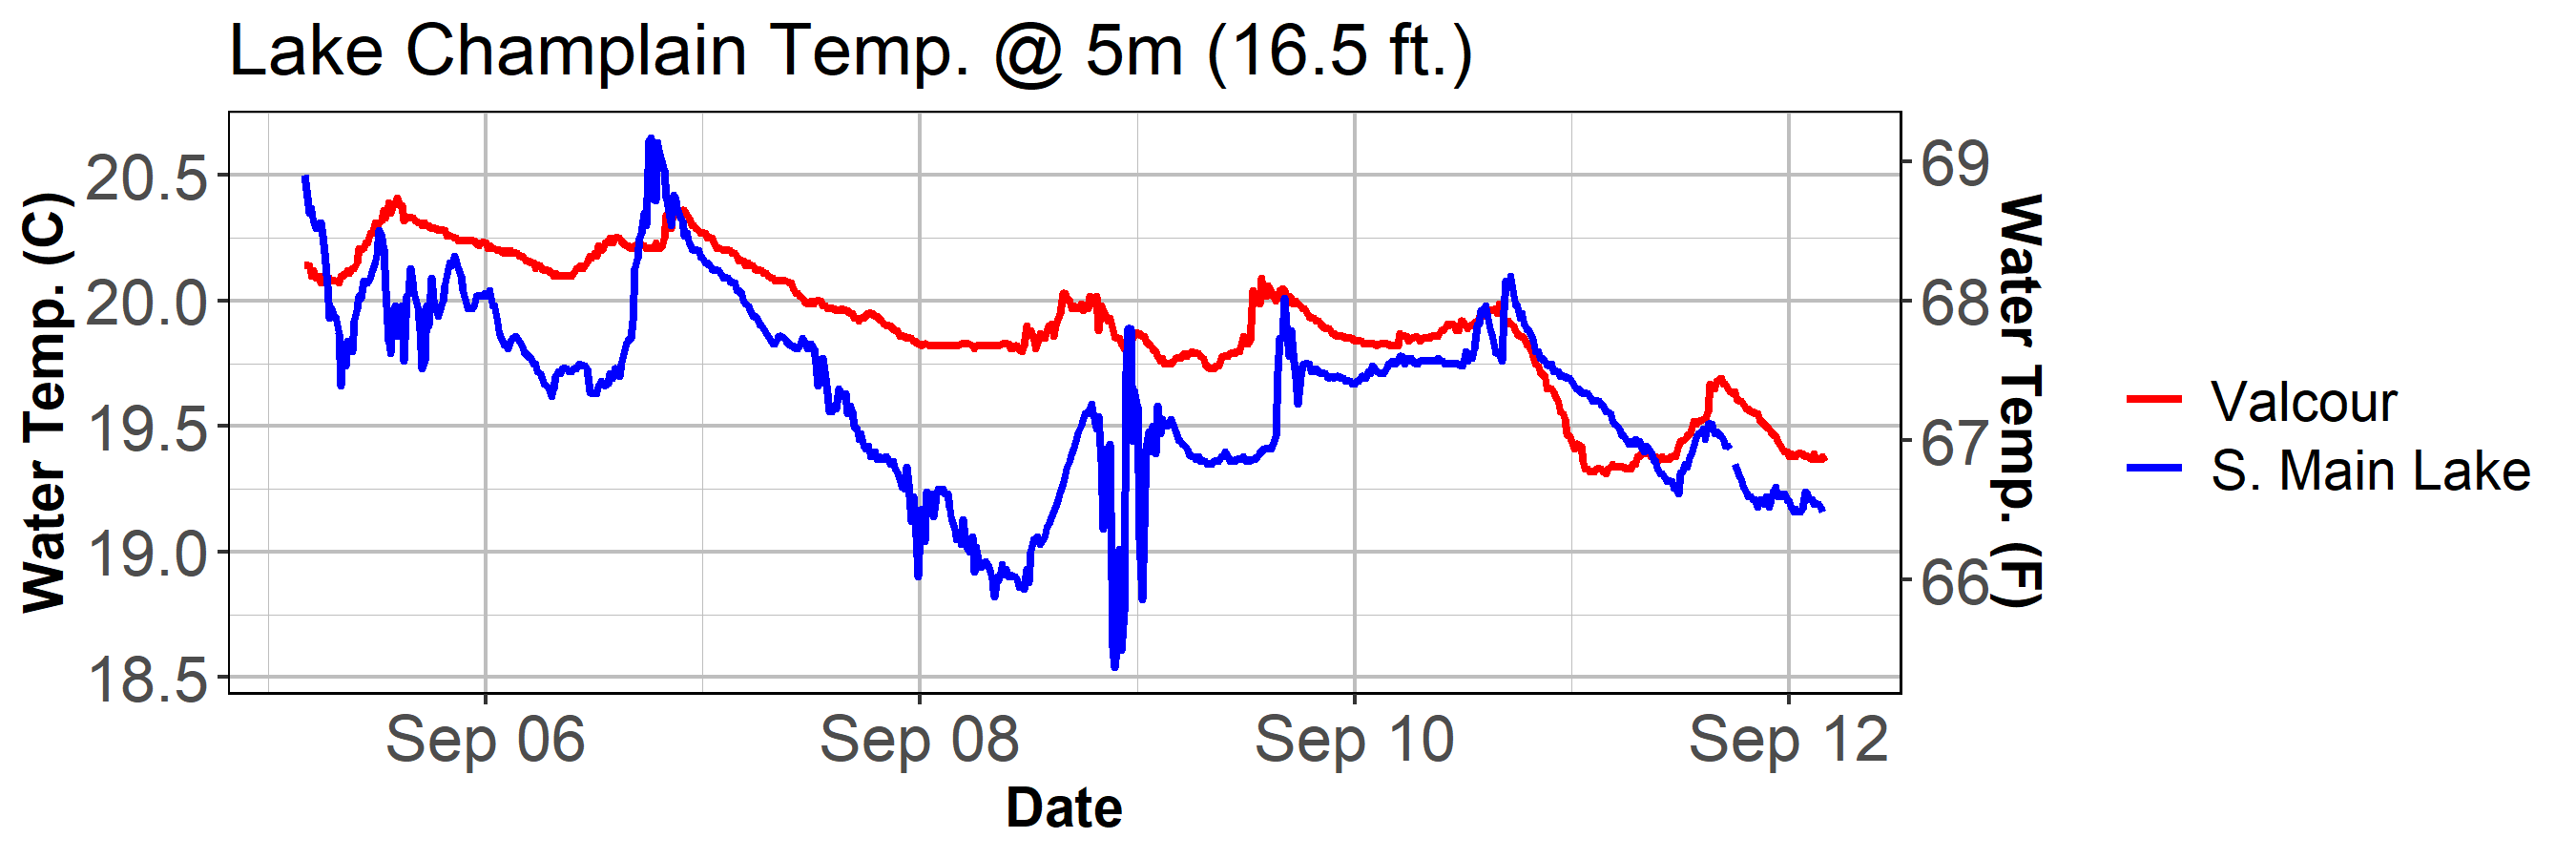 Lake Champlain Temp. @ 5m (16.5 ft.)
Water Temp. (C)
20.5
20.0
19.5
19.0
18.5
69
68
67
66
Water Temp. (F)
Sep 06
Sep 08
Sep 10
Sep 12
Date
Valcour
S. Main Lake